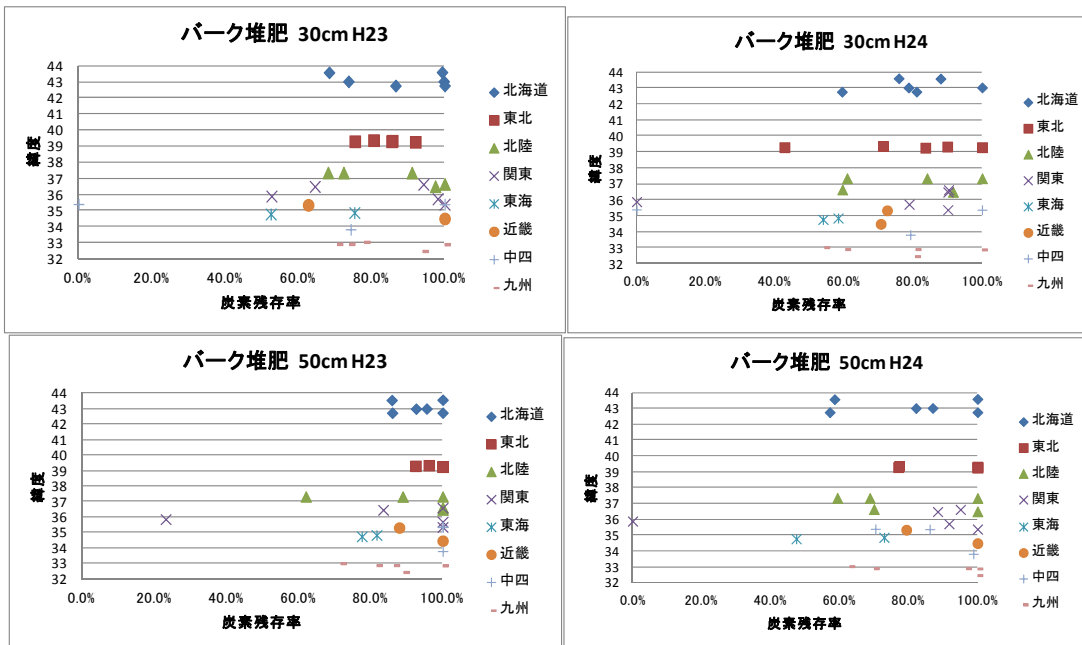 バーク堆肥 30cm H23
44
43
42
41
40
39
38
37
36
35
34
33
32
緯度
0.0% 20.0% 40.0% 60.0% 80.0% 100.0%
炭素残存率
北海道
東北
北陸
関東
東海
近畿
中四
九州
バーク堆肥 30cm H24
44
43
42
41
40
39
38
37
36
35
34
33
32
緯度
0.0% 20.0% 40.0% 60.0% 80.0% 100.0%
炭素残存率
北海道
東北
北陸
関東
東海
近畿
中四
九州
バーク堆肥 50cm H23
44
43
42
41
40
39
38
37
36
35
34
33
32
緯度
0.0% 20.0% 40.0% 60.0% 80.0% 100.0%
炭素残存率
北海道
東北
北陸
関東
東海
近畿
中四
九州
バーク堆肥 50cm H24
44
43
42
41
40
39
38
37
36
35
34
33
32
緯度
0.0% 20.0% 40.0% 60.0% 80.0% 100.0%
炭素残存率
北海道
東北
北陸
関東
東海
近畿
中四
九州